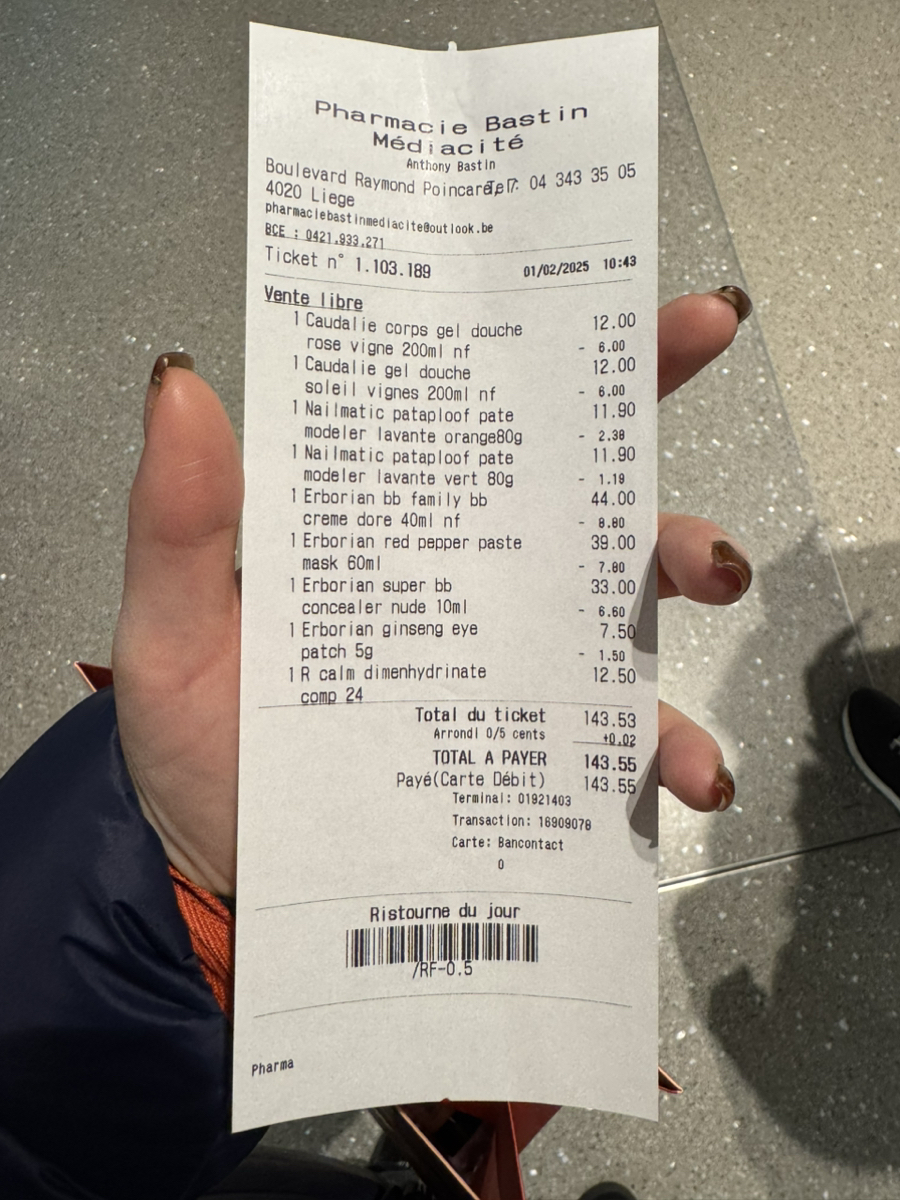 Pharmacie Bastin
Médiacité
Anthony Bastin
Boulevard Raymond Poincaré, 7 Tel: 04 343 35 05
4020 Liege
pharmaciebastinmediacite@outlook.be
BCE : 0421.933.271
Ticket n° 1.103.189 01/02/2025 10:43
Vente libre
1 Caudalie corps gel douche 12.00
rose vigne 200ml nf - 6.00
1 Caudalie gel douche 12.00
soleil vignes 200ml nf - 6.00
1 Nailmatic pataploof pate 11.90
modeler lavante orange80g - 2.38
1 Nailmatic pataploof pate 11.90
modeler lavante vert 80g - 1.19
1 Erborian bb family bb 44.00
creme dore 40ml nf - 8.80
1 Erborian red pepper paste 39.00
mask 60ml - 7.80
1 Erborian super bb 33.00
concealer nude 10ml - 6.60
1 Erborian ginseng eye 7.50
patch 5g - 1.50
1 R calm dimenhydrinate 12.50
comp 24
Total du ticket 143.53
Arrondi 0/5 cents +0.02
TOTAL A PAYER 143.55
Payé(Carte Débit) 143.55
Terminal: 01921403
Transaction: 16909078
Carte: Bancontact
0
Ristourne du jour
/RF-0.5
Pharma